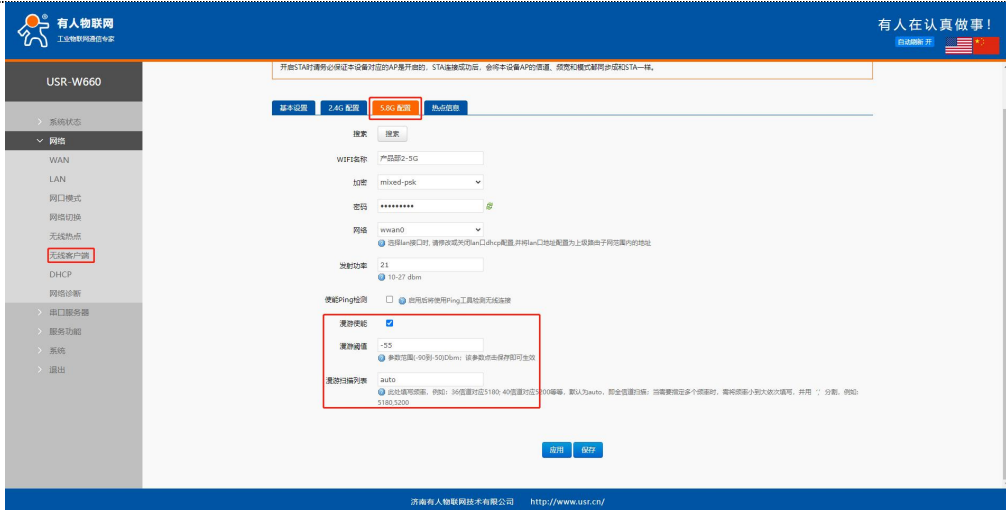 有人物联网
工业物联网通信专家
有人在认真做事！
自动刷新 开
USR-W660
系统状态
网络
WAN
LAN
网口模式
网络切换
无线热点
无线客户端
DHCP
网络诊断
串口服务器
服务功能
系统
退出
开启STA时请务必保证本设备对应的AP是开启的，STA连接成功后，会将本设备AP的信道、频宽和模式都同步成和STA一样。
基本设置 2.4G 配置 5.8G 配置 热点信息
搜索 搜索
WIFI名称 产品部2-5G
加密 mixed-psk
密码 •••••••••
网络 wwan0
选择lan接口时, 请修改或关闭lan口dhcp配置,并将lan口地址配置为上级路由子网范围内的地址
发射功率 21
10-27 dbm
使能Ping检测 启用后将使用Ping工具检测无线连接
漫游使能
漫游阈值 -55
参数范围(-90到-50)Dbm；该参数点击保存即可生效
漫游扫描列表 auto
此处填写频率，例如：36信道对应5180; 40信道对应5200等等，默认为auto，即全信道扫描；当需要指定多个频率时，需将频率小到大依次填写，并用 ',' 分割，例如:
5180,5200
应用 保存
济南有人物联网技术有限公司 http://www.usr.cn/